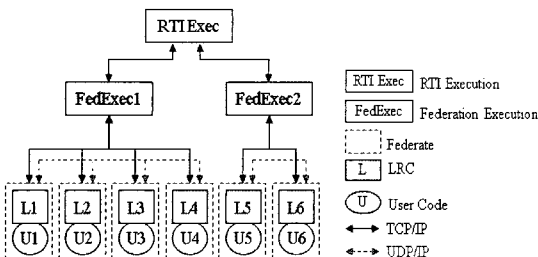 RTI Exec
FedExec1 FedExec2
L1 L2 L3 L4 L5 L6
U1 U2 U3 U4 U5 U6
RTI Exec RTI Execution
FedExec Federation Execution
Federate
L LRC
U User Code
TCP/IP
UDP/IP